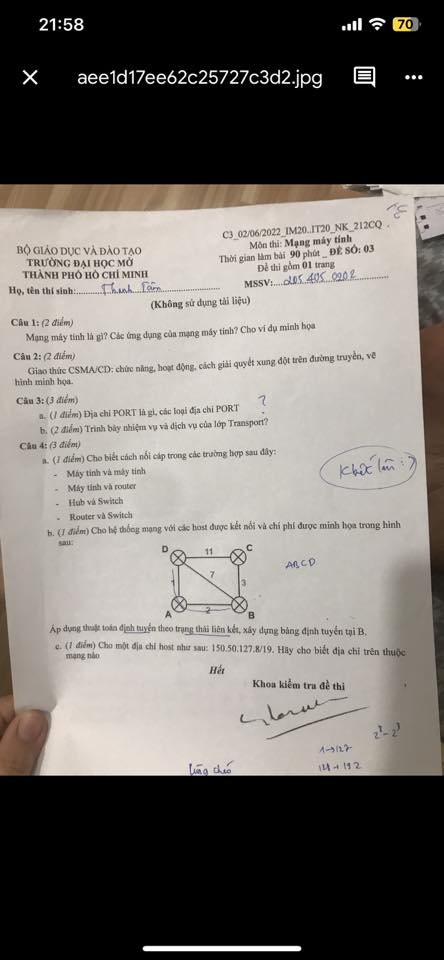 21:58
70
aee1d17ee62c25727c3d2.jpg
C3_02/06/2022_IM20..IT20_NK_212CQ
BỘ GIÁO DỤC VÀ ĐÀO TẠO
Môn thi: Mạng máy tính
TRƯỜNG ĐẠI HỌC MỞ
Thời gian làm bài 90 phút _ ĐỀ SỐ: 03
THÀNH PHỐ HỒ CHÍ MINH
Đề thi gồm 01 trang
Họ, tên thí sinh: Thanh Tâm MSSV:
(Không sử dụng tài liệu)
Câu 1: (2 điểm)
Mạng máy tính là gì? Các ứng dụng của mạng máy tính? Cho ví dụ minh họa
Câu 2: (2 điểm)
Giao thức CSMA/CD: chức năng, hoạt động, cách giải quyết xung đột trên đường truyền, vẽ
hình minh họa.
Câu 3: (3 điểm)
a. (1 điểm) Địa chỉ PORT là gì, các loại địa chỉ PORT ?
b. (2 điểm) Trình bày nhiệm vụ và dịch vụ của lớp Transport?
Câu 4: (3 điểm)
a. (1 điểm) Cho biết cách nối cáp trong các trường hợp sau đây:
- Máy tính và máy tính
- Máy tính và router
- Hub và Switch
- Router và Switch
b. (1 điểm) Cho hệ thống mạng với các host được kết nối và chi phí được minh họa trong hình
sau:
D 11 C
ABCD
7
1 3
A 2 B
Áp dụng thuật toán định tuyến theo trạng thái liên kết, xây dựng bảng định tuyến tại B.
c. (1 điểm) Cho một địa chỉ host như sau: 150.50.127.8/19. Hãy cho biết địa chỉ trên thuộc
mạng nào
Hết
Khoa kiểm tra đề thi
1→127